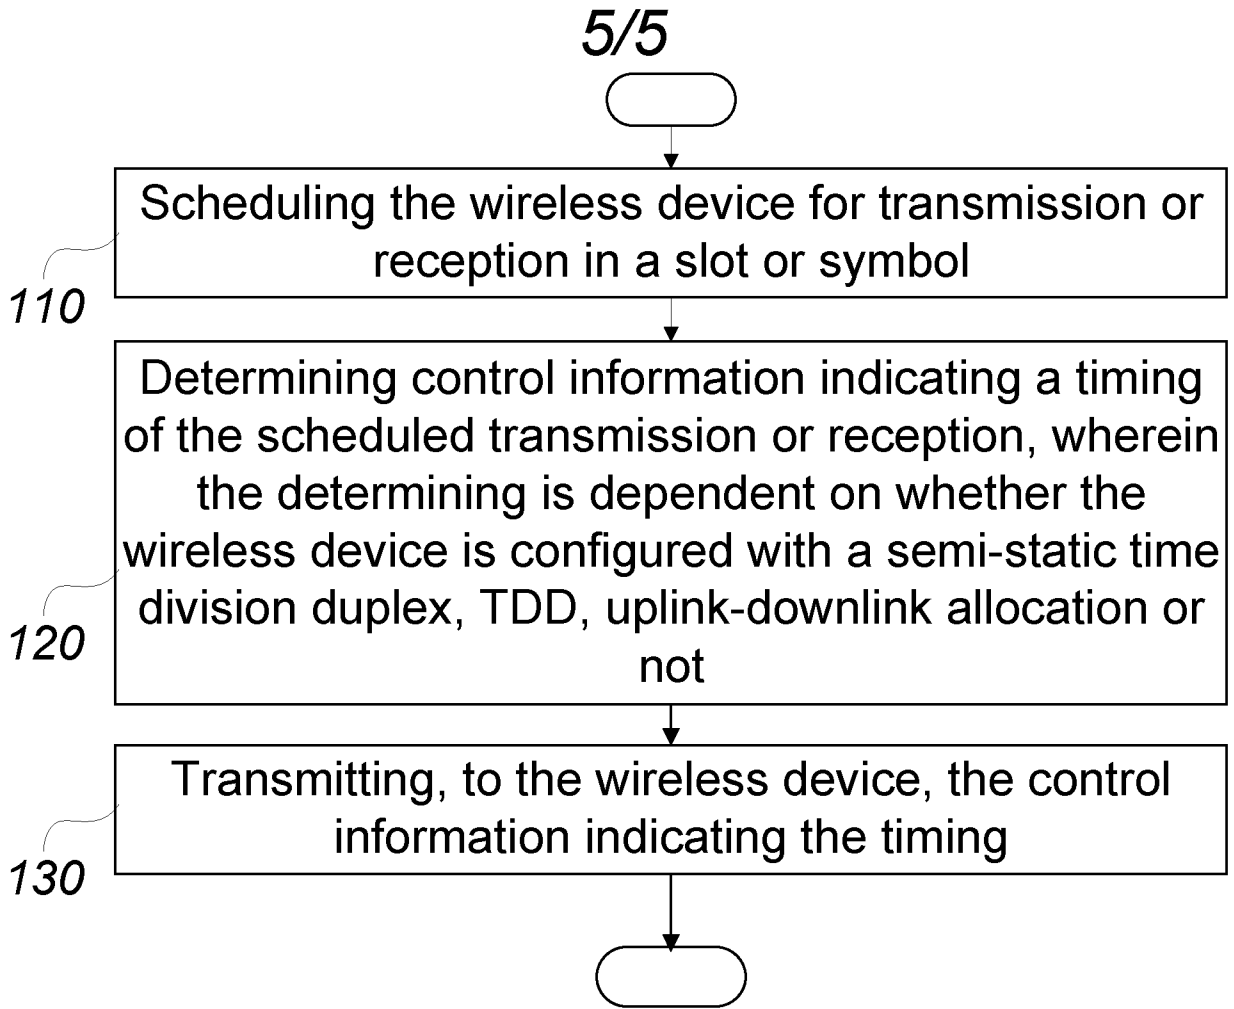 5/5
Scheduling the wireless device for transmission or
reception in a slot or symbol
110
Determining control information indicating a timing
of the scheduled transmission or reception, wherein
the determining is dependent on whether the
wireless device is configured with a semi-static time
division duplex, TDD, uplink-downlink allocation or
not
120
Transmitting, to the wireless device, the control
information indicating the timing
130